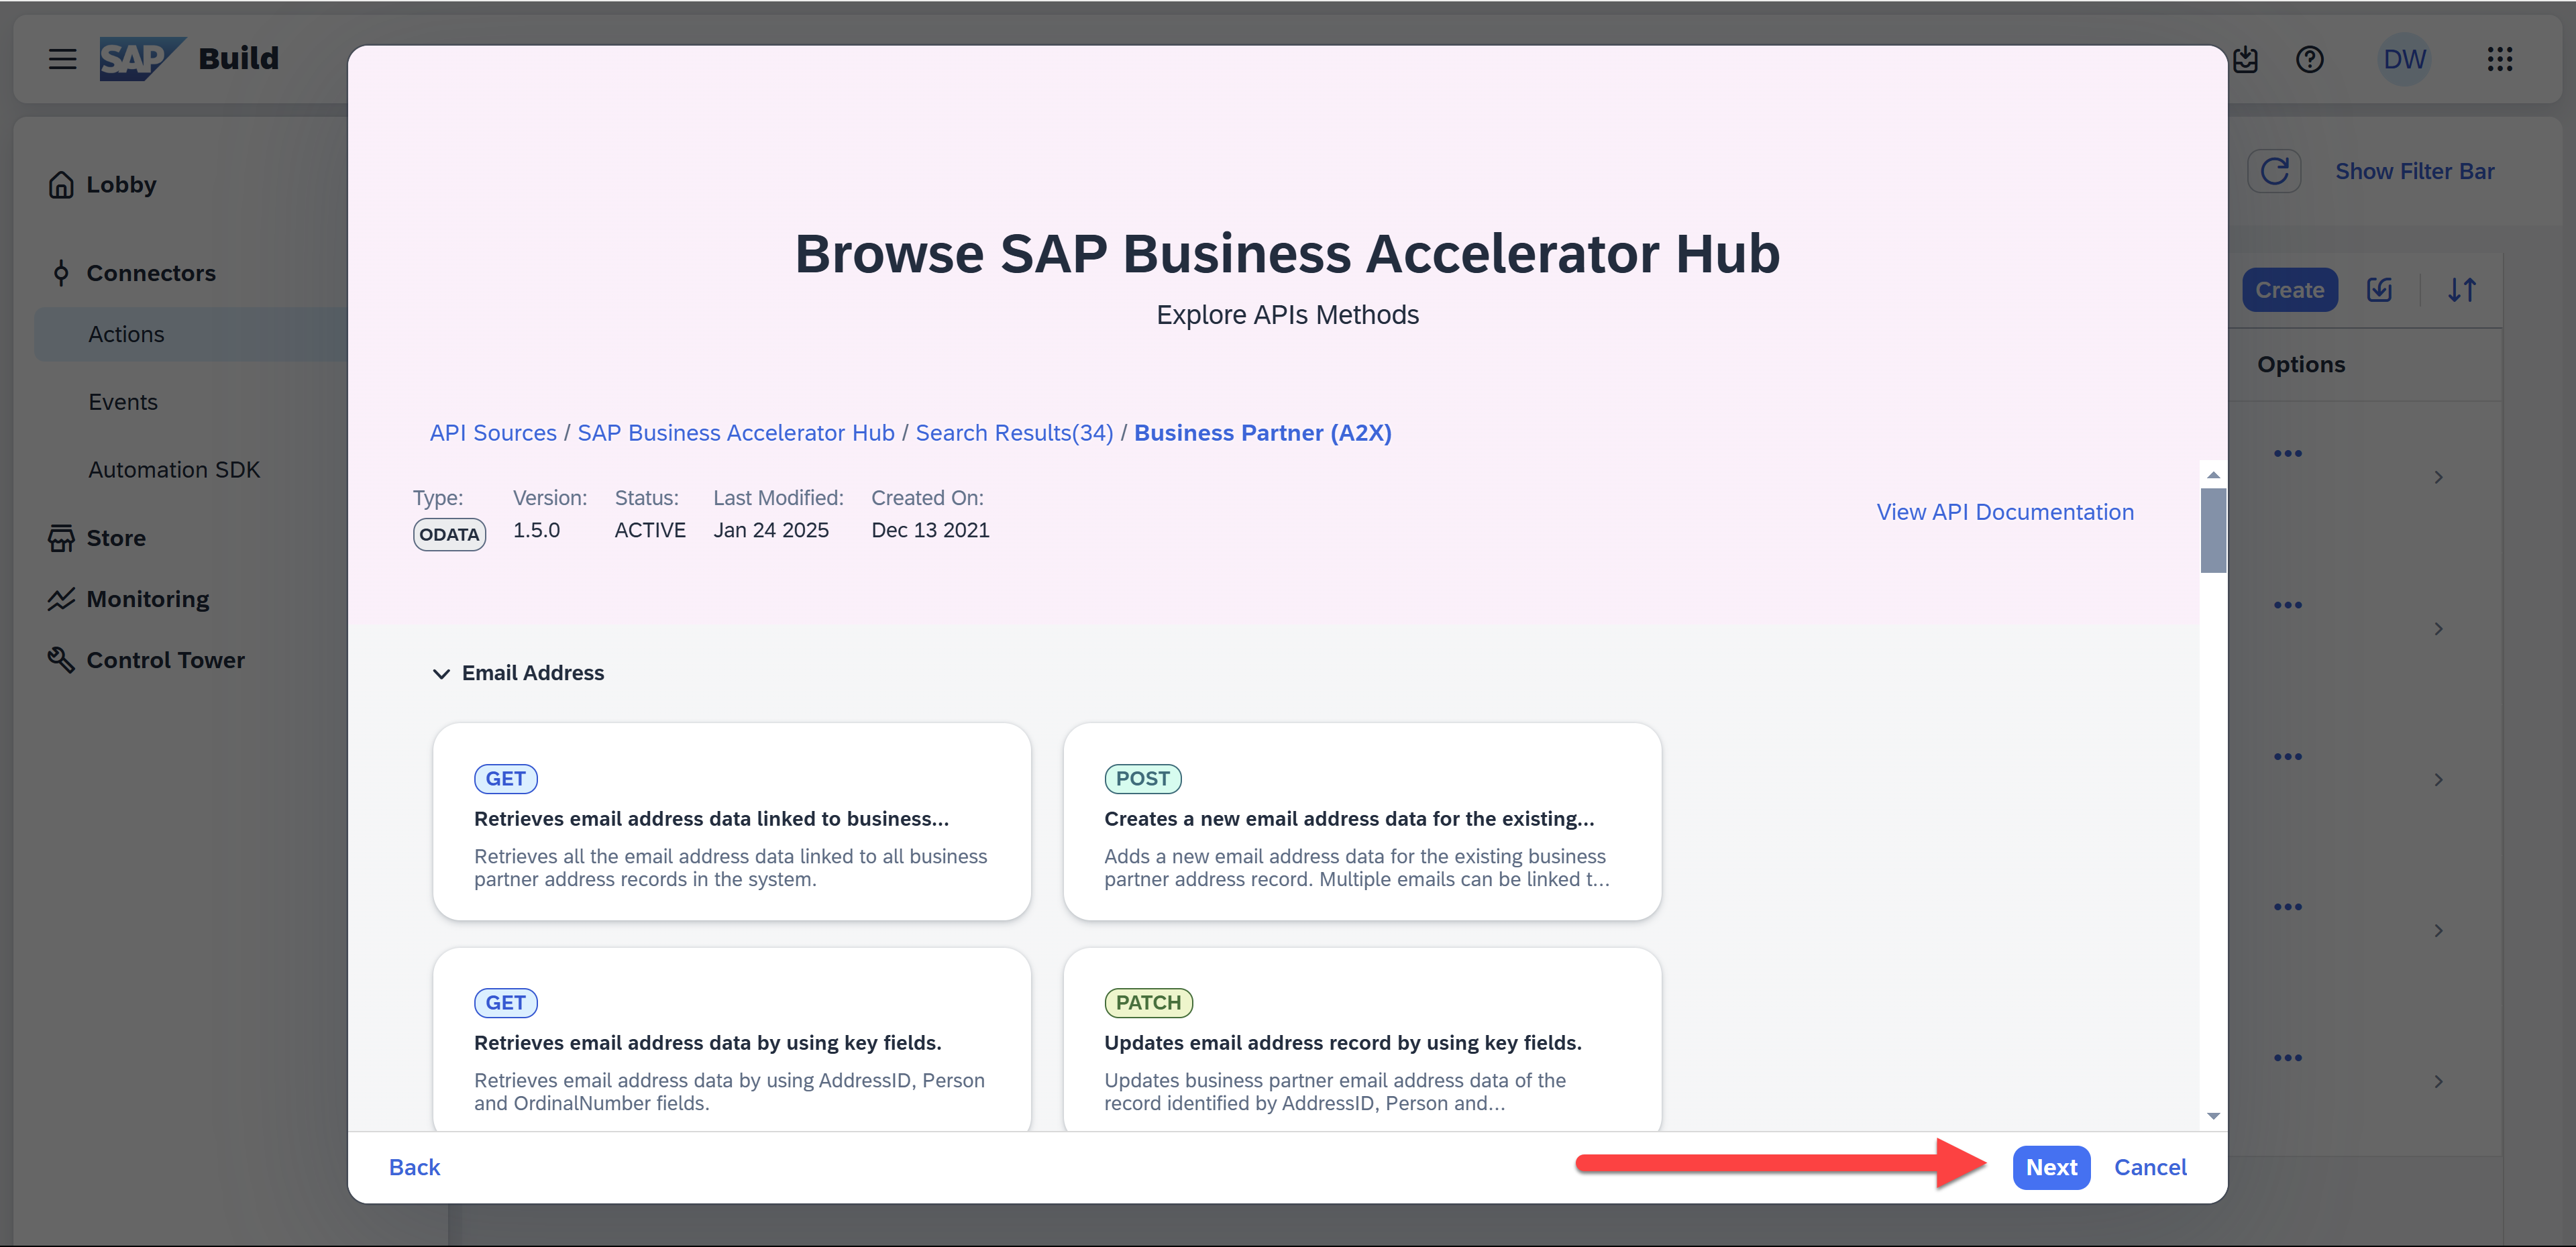 SAP Build
DW
Lobby
Connectors
Actions
Events
Automation SDK
Store
Monitoring
Control Tower
Show Filter Bar
Create
Options
Browse SAP Business Accelerator Hub
Explore APIs Methods
API Sources / SAP Business Accelerator Hub / Search Results(34) / Business Partner (A2X)
Type: Version: Status: Last Modified: Created On:
ODATA 1.5.0 ACTIVE Jan 24 2025 Dec 13 2021
View API Documentation
Email Address
GET
Retrieves email address data linked to business...
Retrieves all the email address data linked to all business
partner address records in the system.
POST
Creates a new email address data for the existing...
Adds a new email address data for the existing business
partner address record. Multiple emails can be linked t...
GET
Retrieves email address data by using key fields.
Retrieves email address data by using AddressID, Person
and OrdinalNumber fields.
PATCH
Updates email address record by using key fields.
Updates business partner email address data of the
record identified by AddressID, Person and...
Back
Next
Cancel